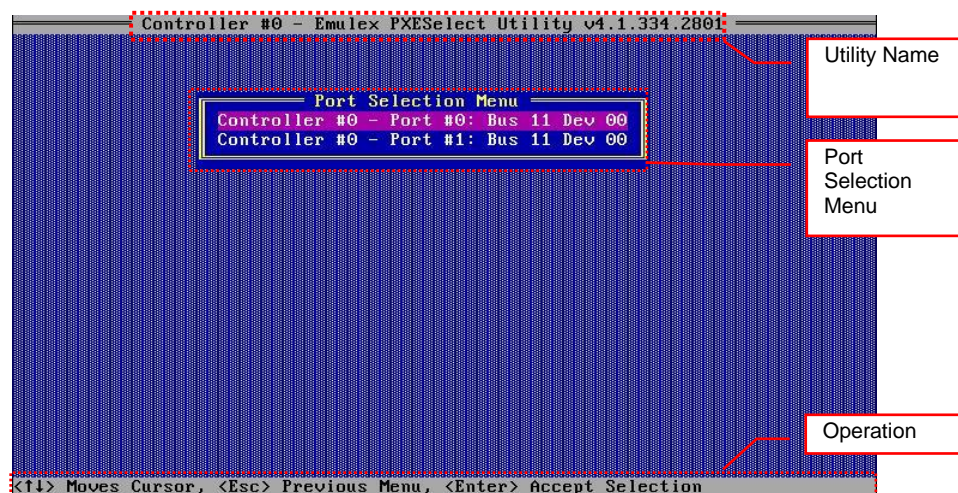 Controller #0 - Emulex PXESelect Utility v4.1.334.2801
Utility Name
Port Selection Menu
Controller #0 - Port #0: Bus 11 Dev 00
Controller #0 - Port #1: Bus 11 Dev 00
Port
Selection
Menu
Operation
<↑↓> Moves Cursor, <Esc> Previous Menu, <Enter> Accept Selection